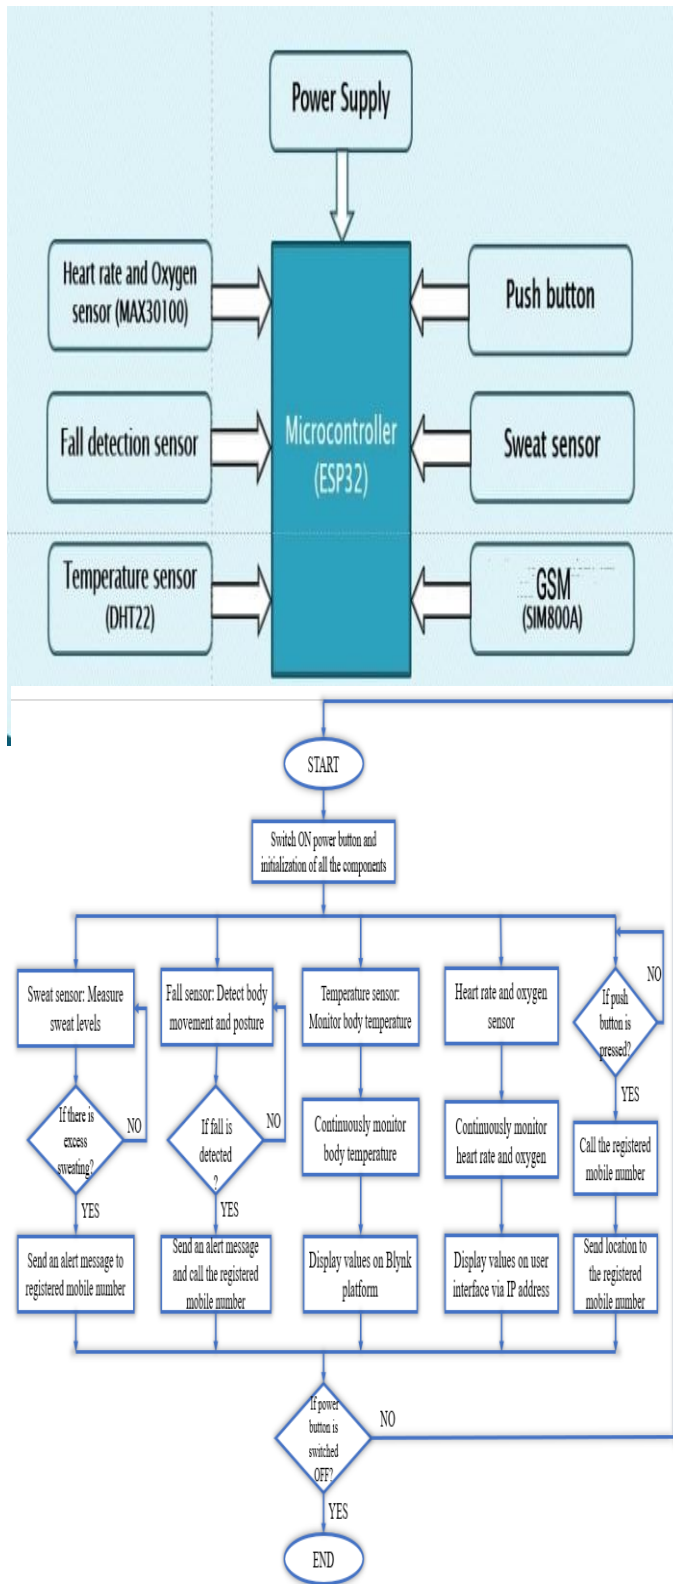 Power Supply
Heart rate and Oxygen
sensor (MAX30100)
Push button
Fall detection sensor
Microcontroller
(ESP32)
Sweat sensor
Temperature sensor
(DHT22)
GSM
(SIM800A)
START
Switch ON power button and
initialization of all the components
Sweat sensor: Measure
sweat levels
Fall sensor: Detect body
movement and posture
Temperature sensor:
Monitor body temperature
Heart rate and oxygen
sensor
If push
button is
pressed?
NO
YES
If there is
excess
sweating?
NO
YES
If fall is
detected
?
NO
YES
Continuously monitor
body temperature
Continuously monitor
heart rate and oxygen
Call the registered
mobile number
Send an alert message to
registered mobile number
Send an alert message
and call the registered
mobile number
Display values on Blynk
platform
Display values on user
interface via IP address
Send location to
the registered
mobile number
If power
button is
switched
OFF?
NO
YES
END